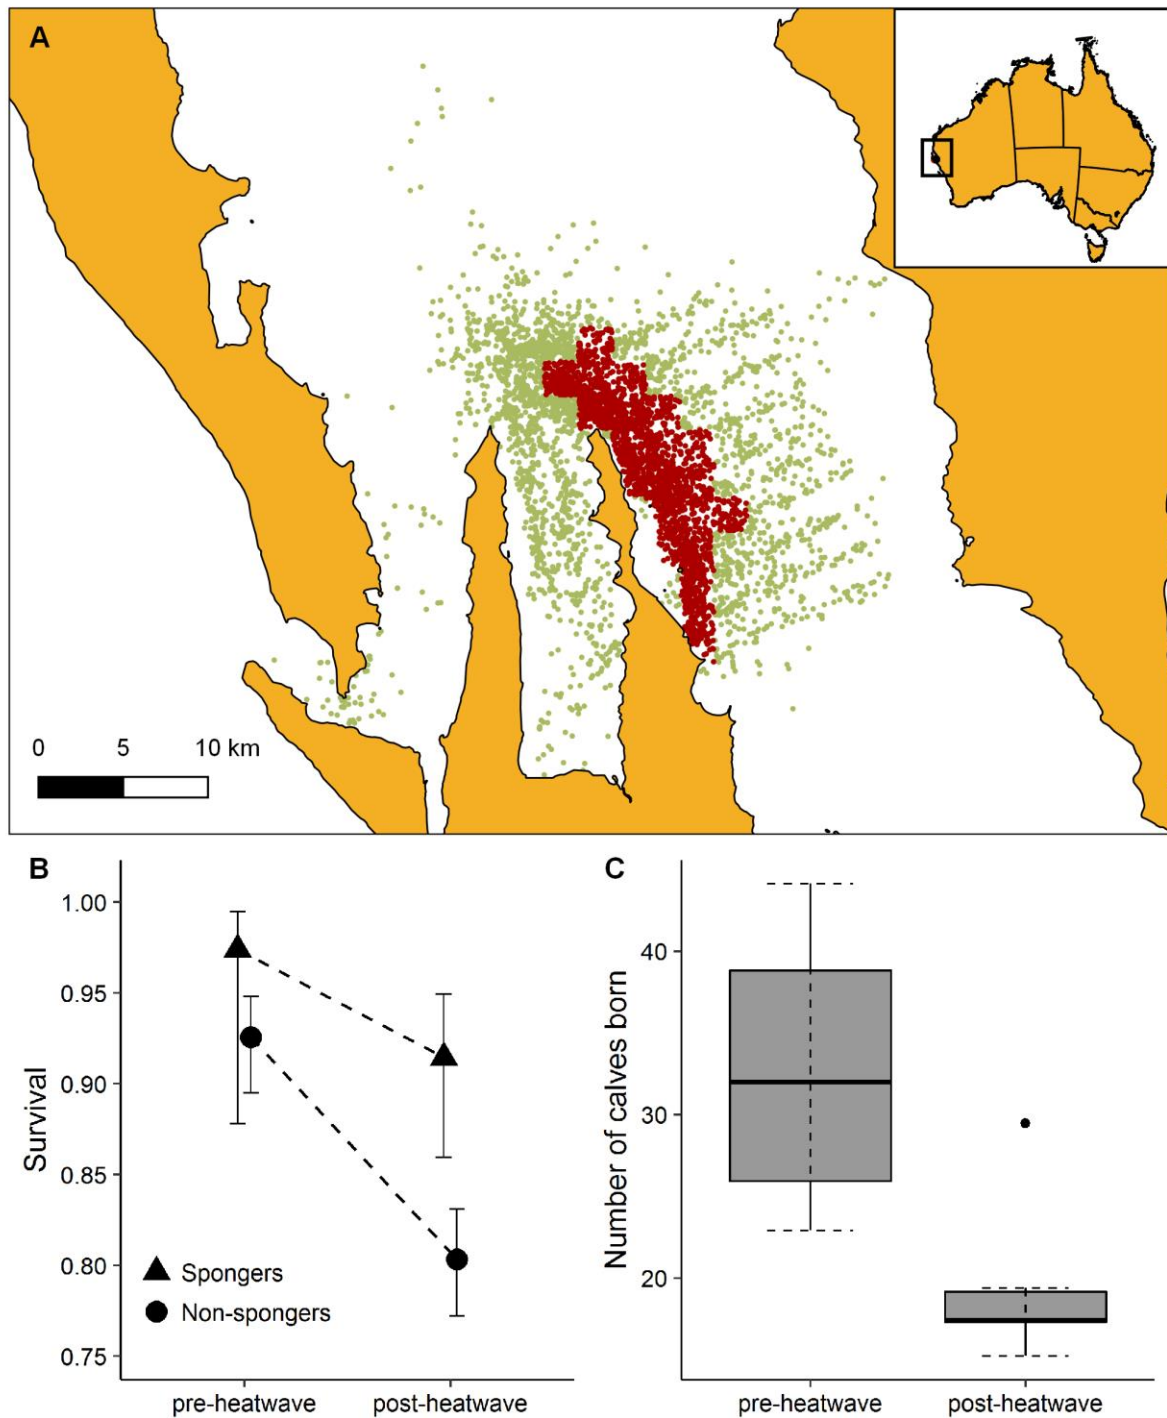 A
0 5 10 km
B
Survival
1.00
0.95
0.90
0.85
0.80
0.75
Spongers
Non-spongers
pre-heatwave post-heatwave
C
Number of calves born
40
30
20
pre-heatwave post-heatwave